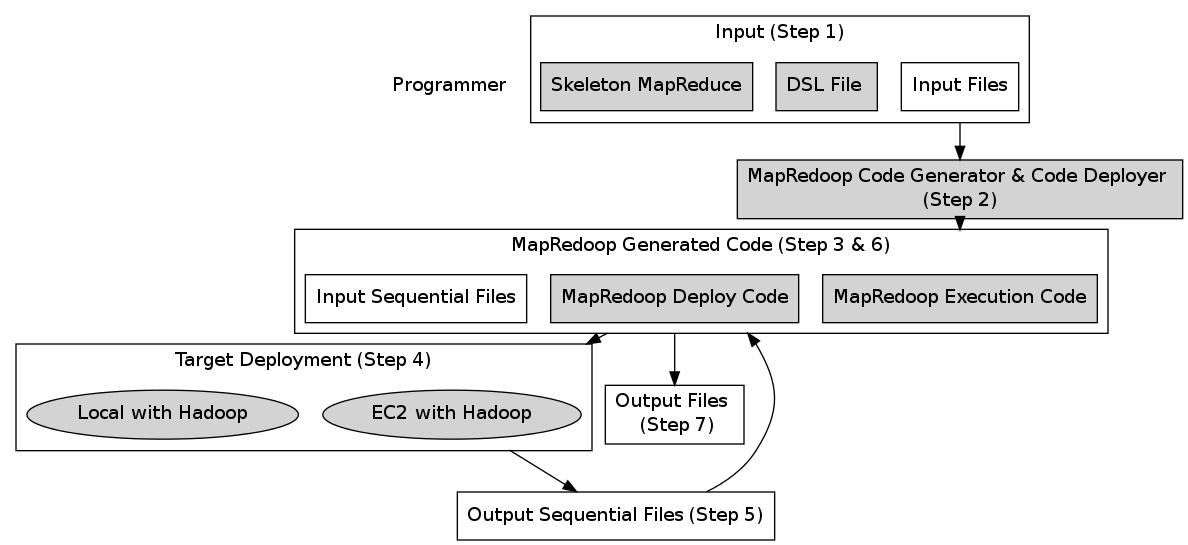 Input (Step 1)
Programmer
Skeleton MapReduce
DSL File
Input Files
MapRedoop Code Generator & Code Deployer
(Step 2)
MapRedoop Generated Code (Step 3 & 6)
Input Sequential Files
MapRedoop Deploy Code
MapRedoop Execution Code
Target Deployment (Step 4)
Local with Hadoop
EC2 with Hadoop
Output Files
(Step 7)
Output Sequential Files (Step 5)